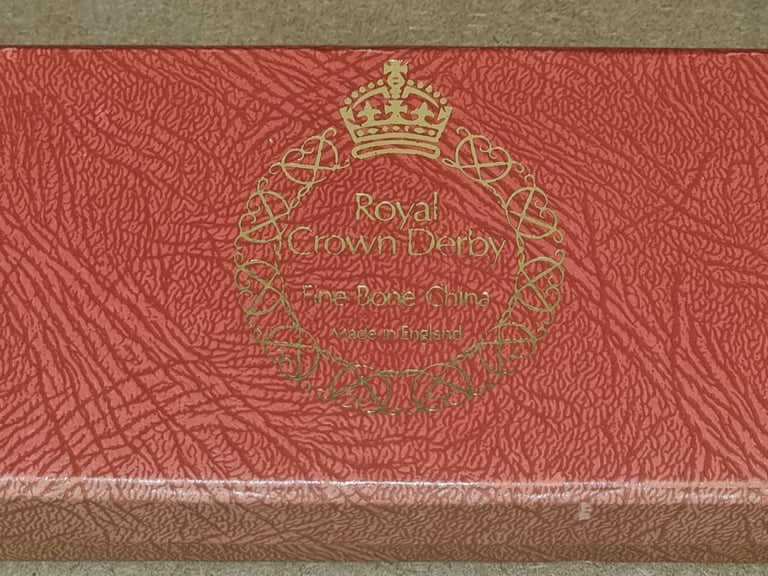 Royal
Crown Derby
Fine Bone China
Made in England